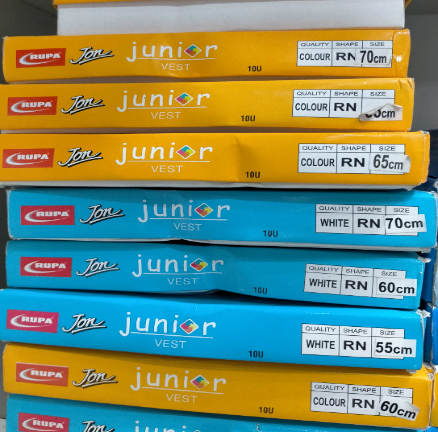 RUPA Jon junior VEST 10U QUALITY SHAPE SIZE COLOUR RN 70cm
RUPA Jon junior VEST 10U QUALITY SHAPE SIZE COLOUR RN cm
RUPA Jon junior VEST 10U QUALITY SHAPE SIZE COLOUR RN 65cm
RUPA Jon junior VEST 10U QUALITY SHAPE SIZE WHITE RN 70cm
RUPA Jon junior VEST 10U QUALITY SHAPE SIZE WHITE RN 60cm
RUPA Jon junior VEST 10U QUALITY SHAPE SIZE WHITE RN 55cm
RUPA Jon junior VEST 10U QUALITY SHAPE SIZE COLOUR RN 60cm
RUPA Jon junior QUALITY SHAPE SIZE